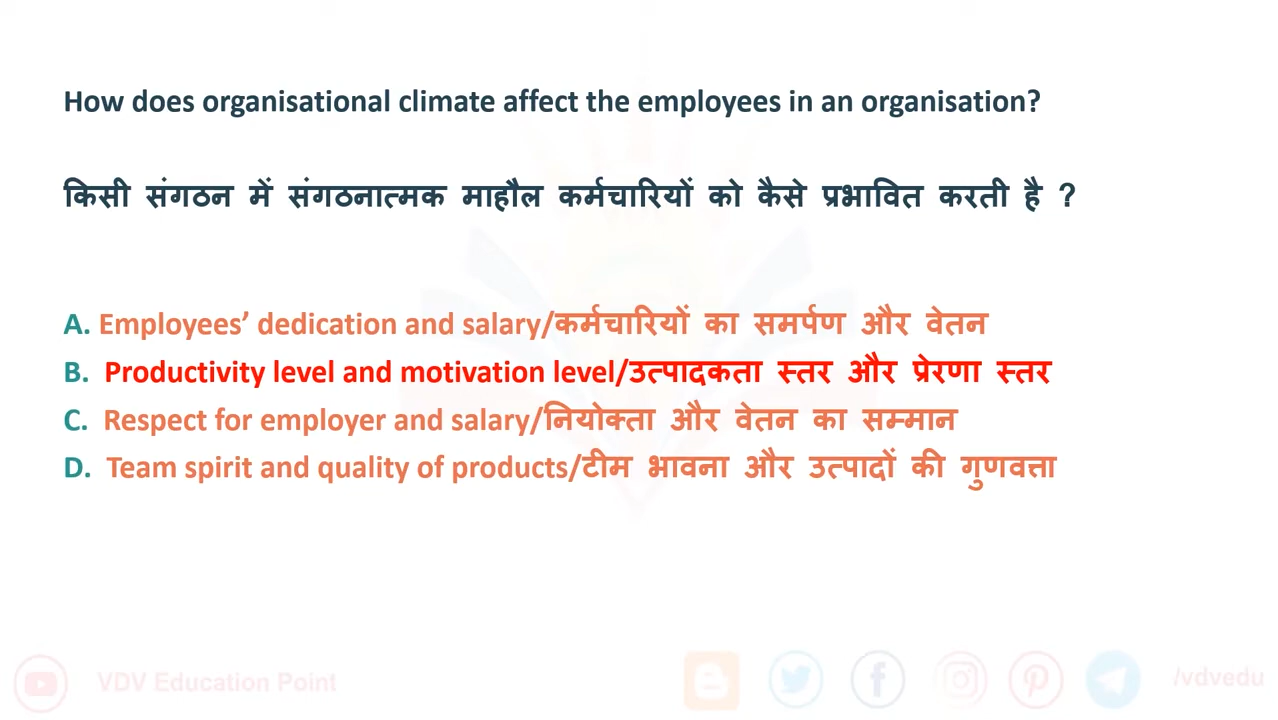 How does organisational climate affect the employees in an organisation?
किसी संगठन में संगठनात्मक माहौल कर्मचारियों को कैसे प्रभावित करती है ?
A. Employees’ dedication and salary/कर्मचारियों का समर्पण और वेतन
B. Productivity level and motivation level/उत्पादकता स्तर और प्रेरणा स्तर
C. Respect for employer and salary/नियोक्ता और वेतन का सम्मान
D. Team spirit and quality of products/टीम भावना और उत्पादों की गुणवत्ता
VDV Education Point /vdvedu